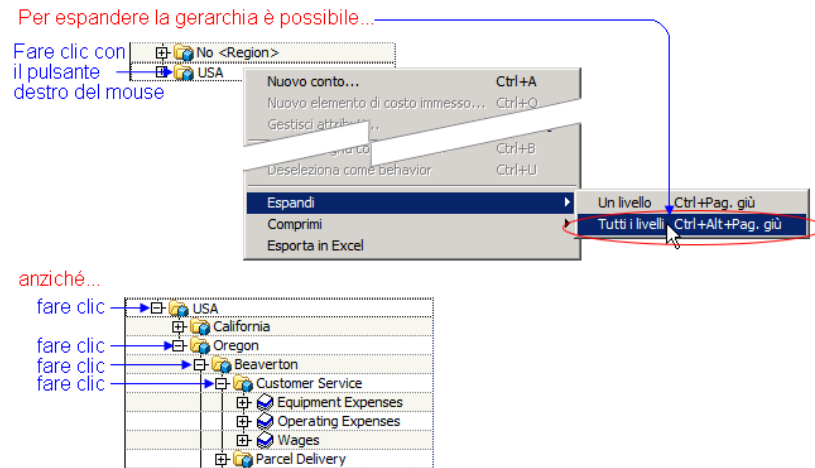 Per espandere la gerarchia è possibile...
Fare clic con
il pulsante
destro del mouse
No <Region>
USA
Nuovo conto... Ctrl+A
Nuovo elemento di costo immesso... Ctrl+O
Gestisci
Ctrl+B
Deseleziona come behavior Ctrl+U
Espandi
Comprimi
Esporta in Excel
Un livello Ctrl+Pag. giù
Tutti i livelli Ctrl+Alt+Pag. giù
anziché...
fare clic
fare clic
fare clic
fare clic
USA
California
Oregon
Beaverton
Customer Service
Equipment Expenses
Operating Expenses
Wages
Parcel Delivery